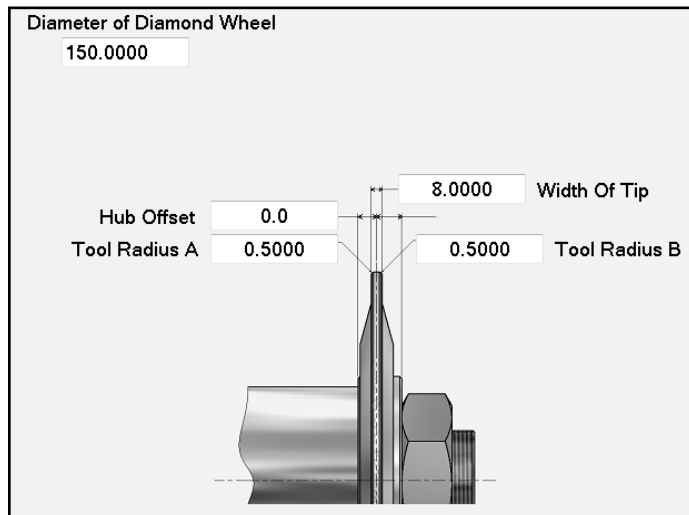 Diameter of Diamond Wheel
150.0000
8.0000 Width Of Tip
Hub Offset 0.0
Tool Radius A 0.5000 0.5000 Tool Radius B